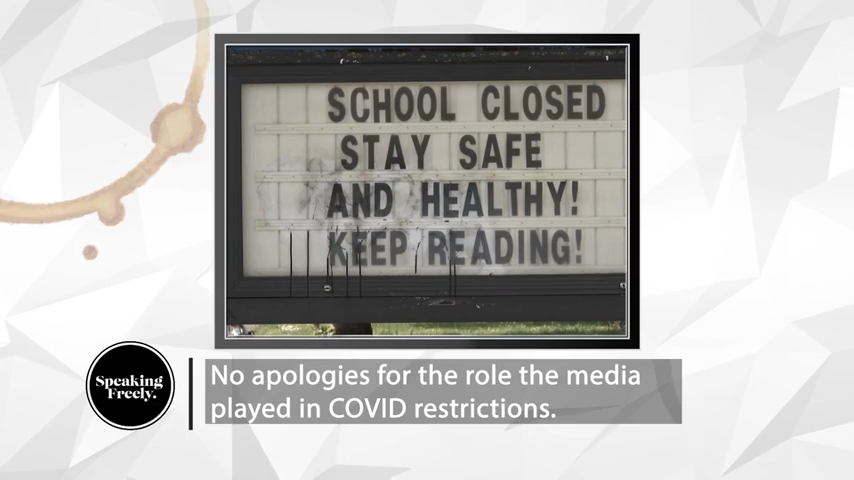 SCHOOL CLOSED
STAY SAFE
AND HEALTHY!
KEEP READING!
Speaking
Freely.
No apologies for the role the media
played in COVID restrictions.